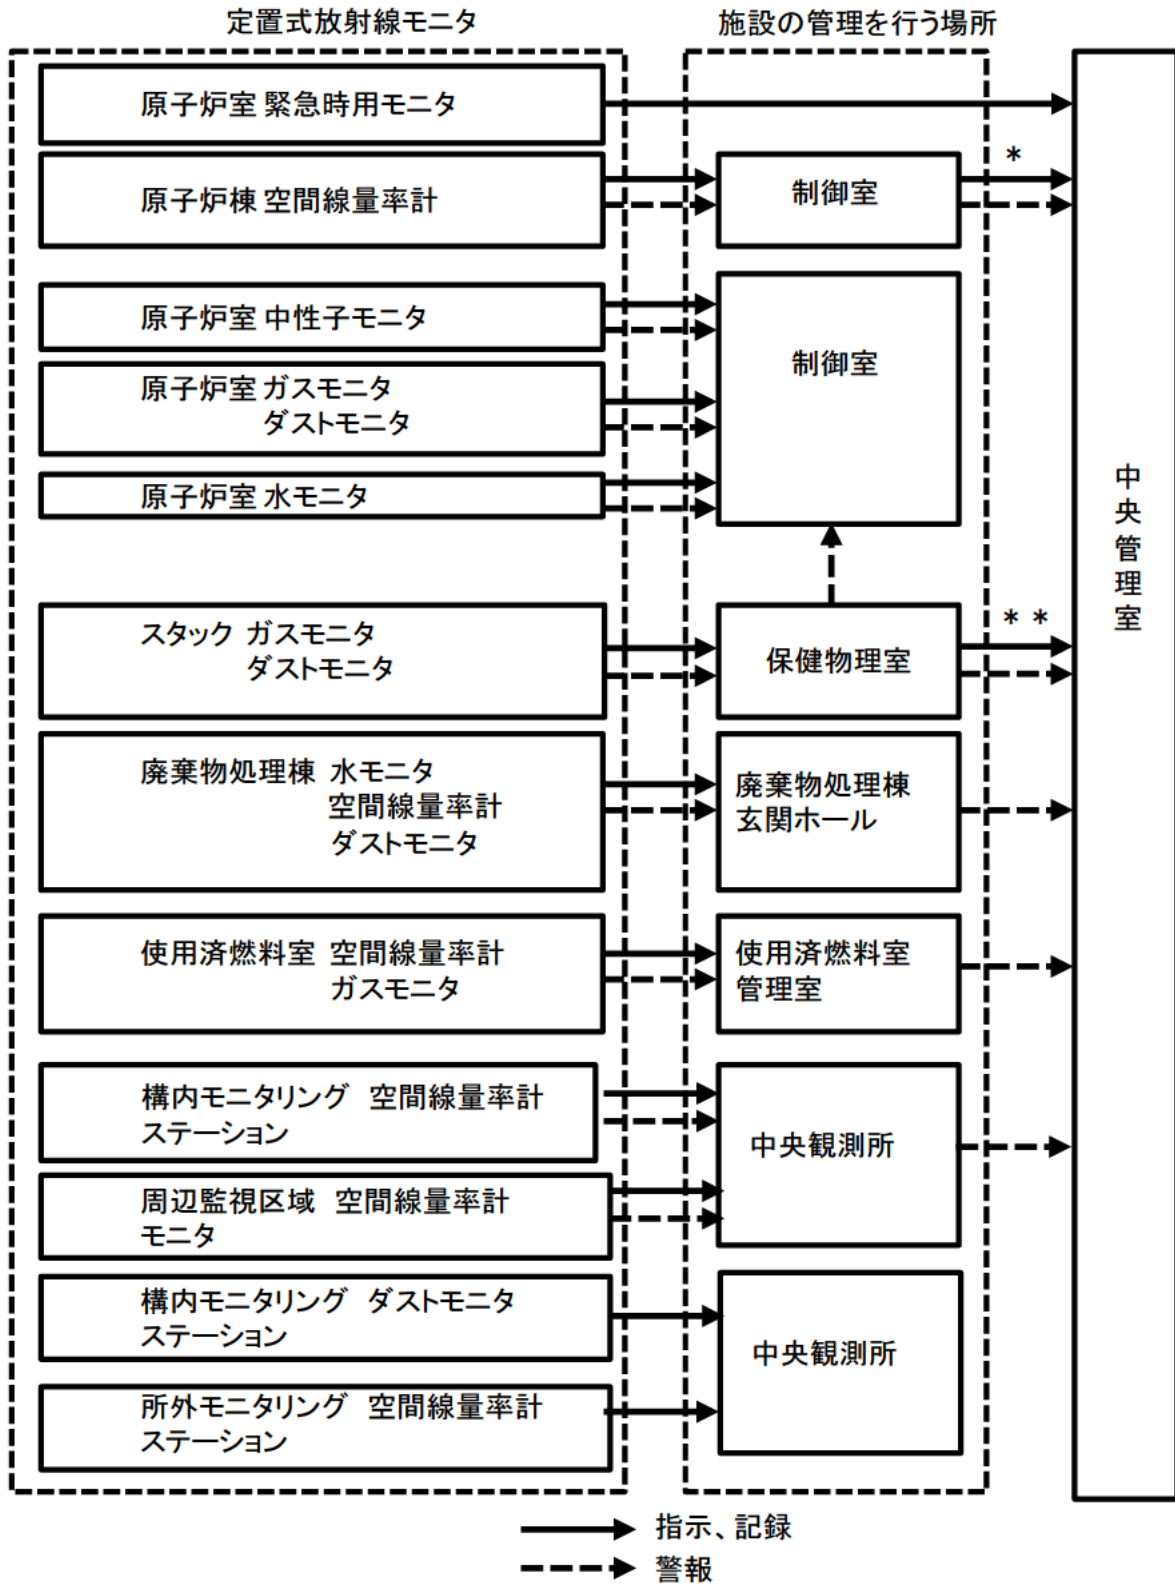 定置式放射線モニタ
施設の管理を行う場所
原子炉室 緊急時用モニタ
原子炉棟 空間線量率計
制御室
*
原子炉室 中性子モニタ
原子炉室 ガスモニタ
ダストモニタ
原子炉室 水モニタ
制御室
中央管理室
スタック ガスモニタ
ダストモニタ
保健物理室
* *
廃棄物処理棟 水モニタ
空間線量率計
ダストモニタ
廃棄物処理棟
玄関ホール
使用済燃料室 空間線量率計
ガスモニタ
使用済燃料室
管理室
構内モニタリング 空間線量率計
ステーション
周辺監視区域 空間線量率計
モニタ
中央観測所
構内モニタリング ダストモニタ
ステーション
所外モニタリング 空間線量率計
ステーション
中央観測所
指示、記録
警報